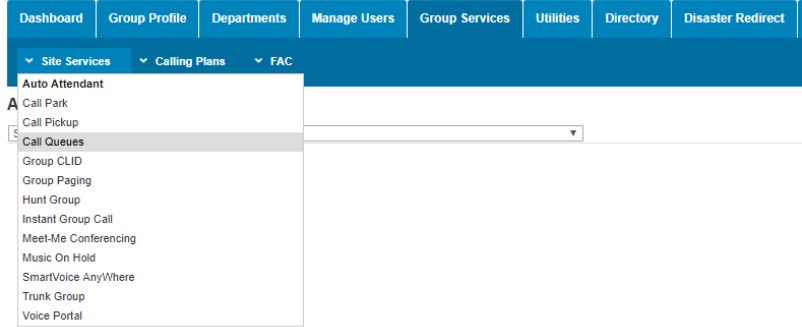 Dashboard Group Profile Departments Manage Users Group Services Utilities Directory Disaster Redirect
Site Services Calling Plans FAC
Auto Attendant
A
Call Park
Call Pickup
Call Queues
Group CLID
Group Paging
Hunt Group
Instant Group Call
Meet-Me Conferencing
Music On Hold
SmartVoice AnyWhere
Trunk Group
Voice Portal